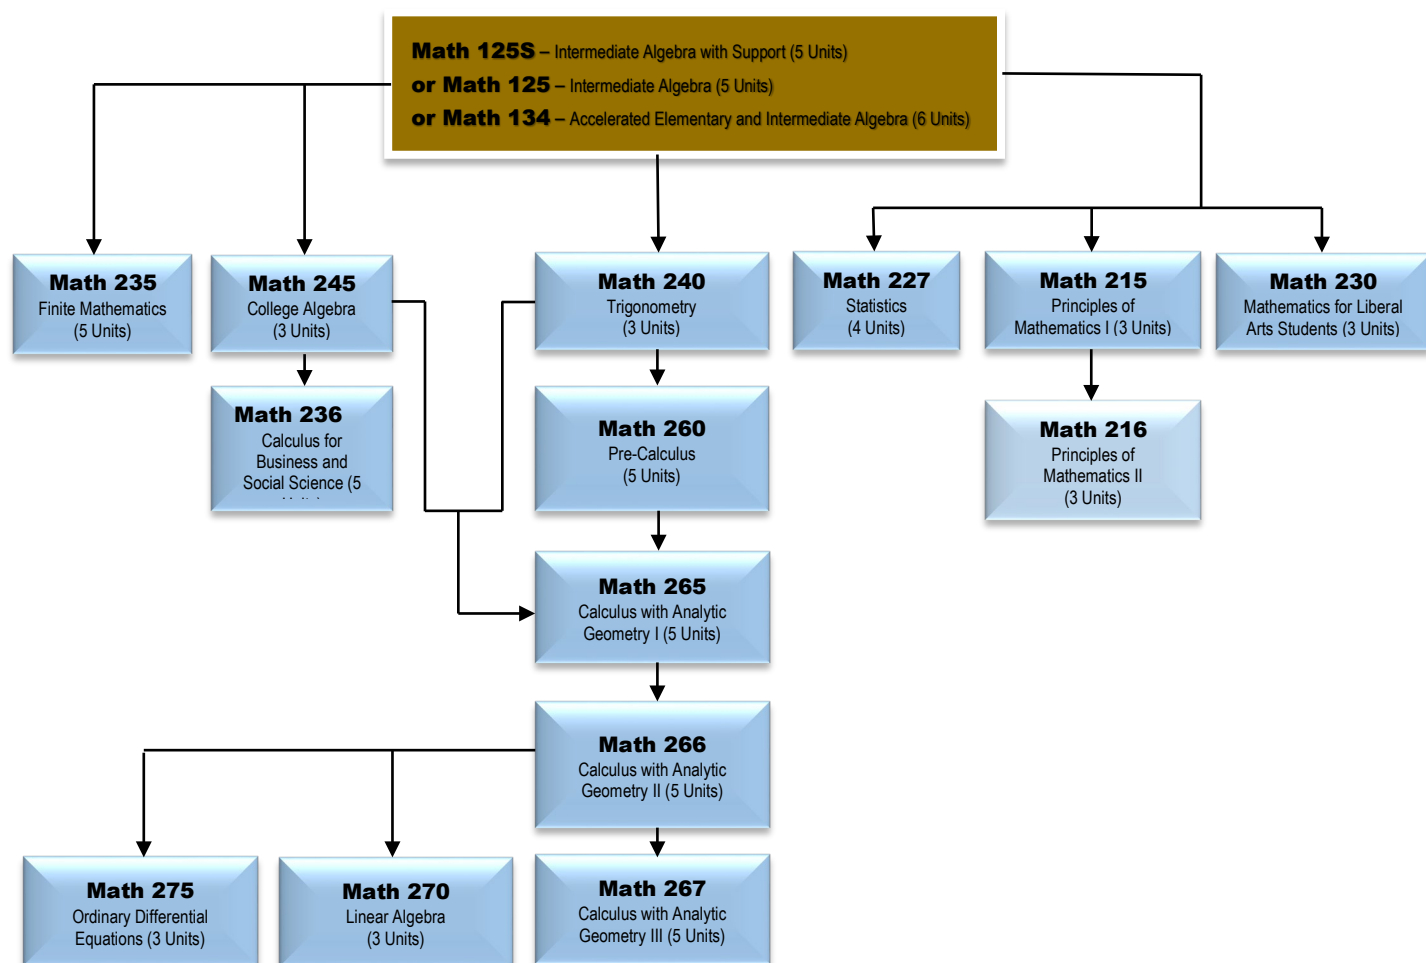 Math 125S – Intermediate Algebra with Support (5 Units)
or Math 125 – Intermediate Algebra (5 Units)
or Math 134 – Accelerated Elementary and Intermediate Algebra (6 Units)
Math 235
Finite Mathematics
(5 Units)
Math 245
College Algebra
(3 Units)
Math 240
Trigonometry
(3 Units)
Math 227
Statistics
(4 Units)
Math 215
Principles of
Mathematics I (3 Units)
Math 230
Mathematics for Liberal
Arts Students (3 Units)
Math 236
Calculus for
Business and
Social Science (5
Math 260
Pre-Calculus
(5 Units)
Math 216
Principles of
Mathematics II
(3 Units)
Math 265
Calculus with Analytic
Geometry I (5 Units)
Math 266
Calculus with Analytic
Geometry II (5 Units)
Math 275
Ordinary Differential
Equations (3 Units)
Math 270
Linear Algebra
(3 Units)
Math 267
Calculus with Analytic
Geometry III (5 Units)